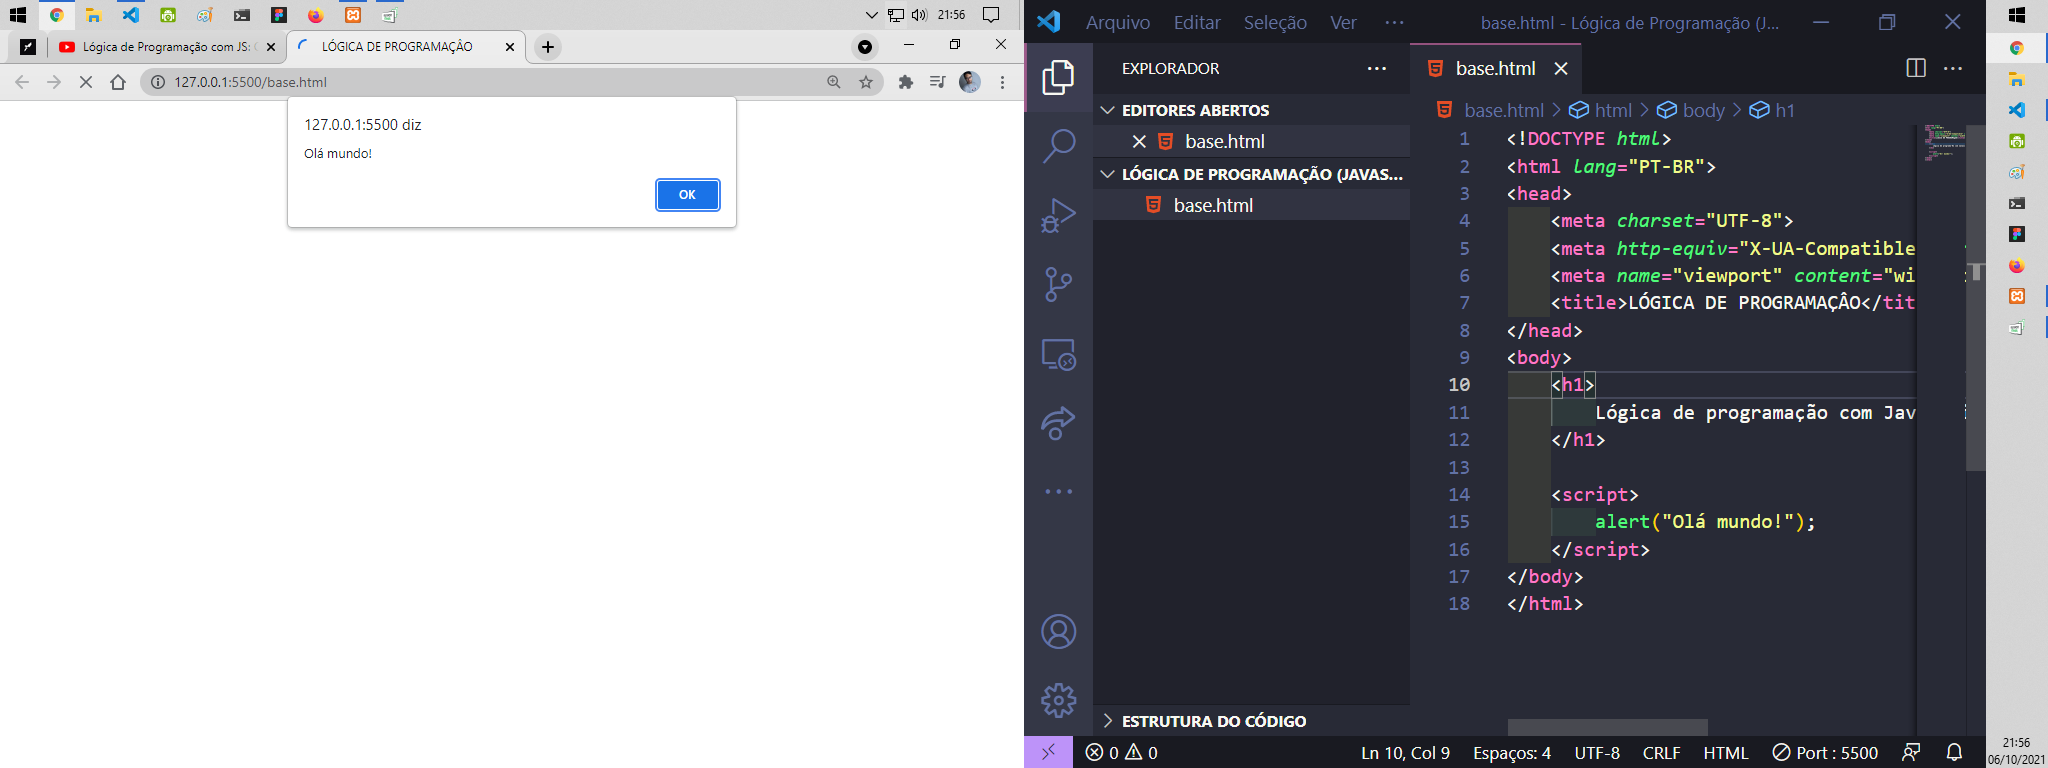 21:56
Lógica de Programação com JS:
LÓGICA DE PROGRAMAÇÂO
127.0.0.1:5500/base.html
127.0.0.1:5500 diz
Olá mundo!
OK
Arquivo Editar Seleção Ver ···
base.html - Lógica de Programação (J...
EXPLORADOR
EDITORES ABERTOS
base.html
LÓGICA DE PROGRAMAÇÃO (JAVAS...
base.html
ESTRUTURA DO CÓDIGO
base.html
base.html > html > body > h1
1 <!DOCTYPE html>
2 <html lang="PT-BR">
3 <head>
4 <meta charset="UTF-8">
5 <meta http-equiv="X-UA-Compatible
6 <meta name="viewport" content="wi
7 <title>LÓGICA DE PROGRAMAÇÂO</tit
8 </head>
9 <body>
10 <h1>
11 Lógica de programação com Jav
12 </h1>
13
14 <script>
15 alert("Olá mundo!");
16 </script>
17 </body>
18 </html>
0 0
Ln 10, Col 9 Espaços: 4 UTF-8 CRLF HTML Port : 5500
21:56
06/10/2021